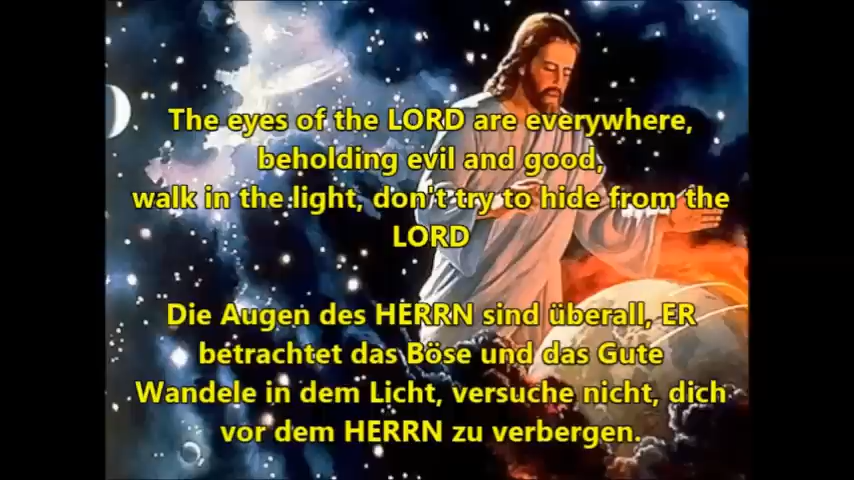 The eyes of the LORD are everywhere,
beholding evil and good,
walk in the light, don't try to hide from the
LORD
Die Augen des HERRN sind überall, ER
betrachtet das Böse und das Gute
Wandele in dem Licht, versuche nicht, dich
vor dem HERRN zu verbergen.